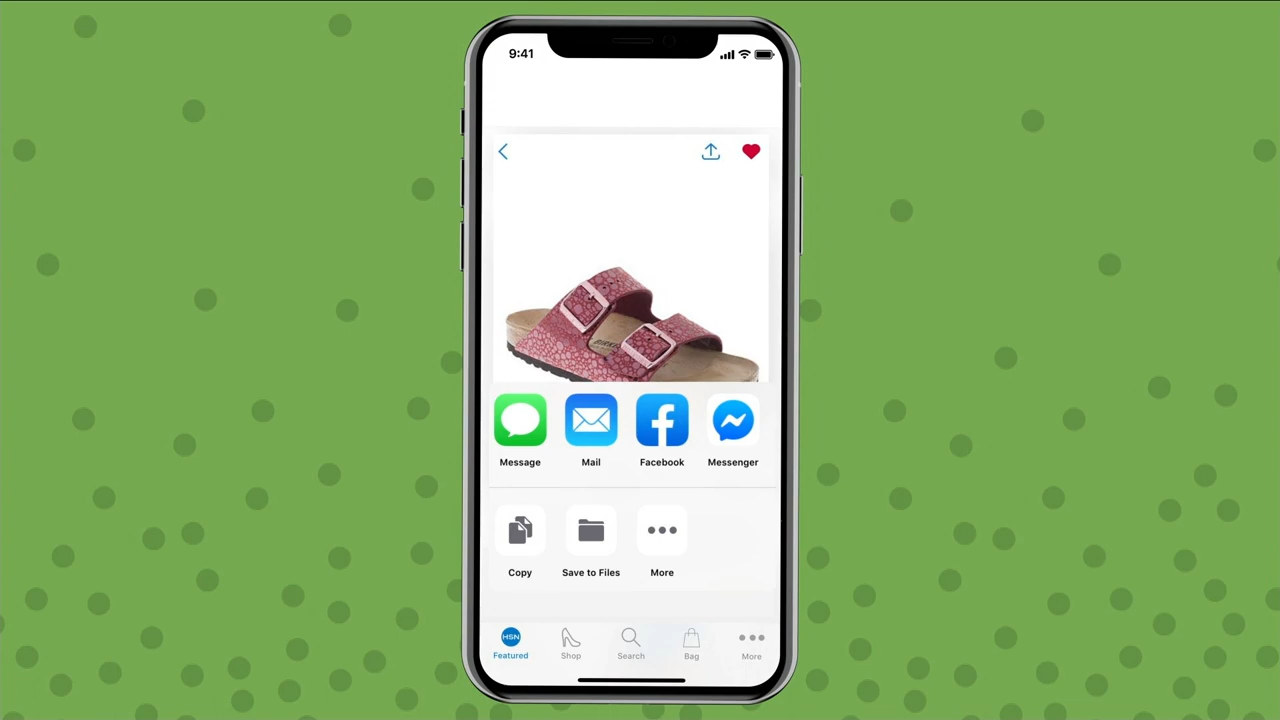 9:41
Message Mail Facebook Messenger
Copy Save to Files More
HSN
Featured Shop Search Bag More